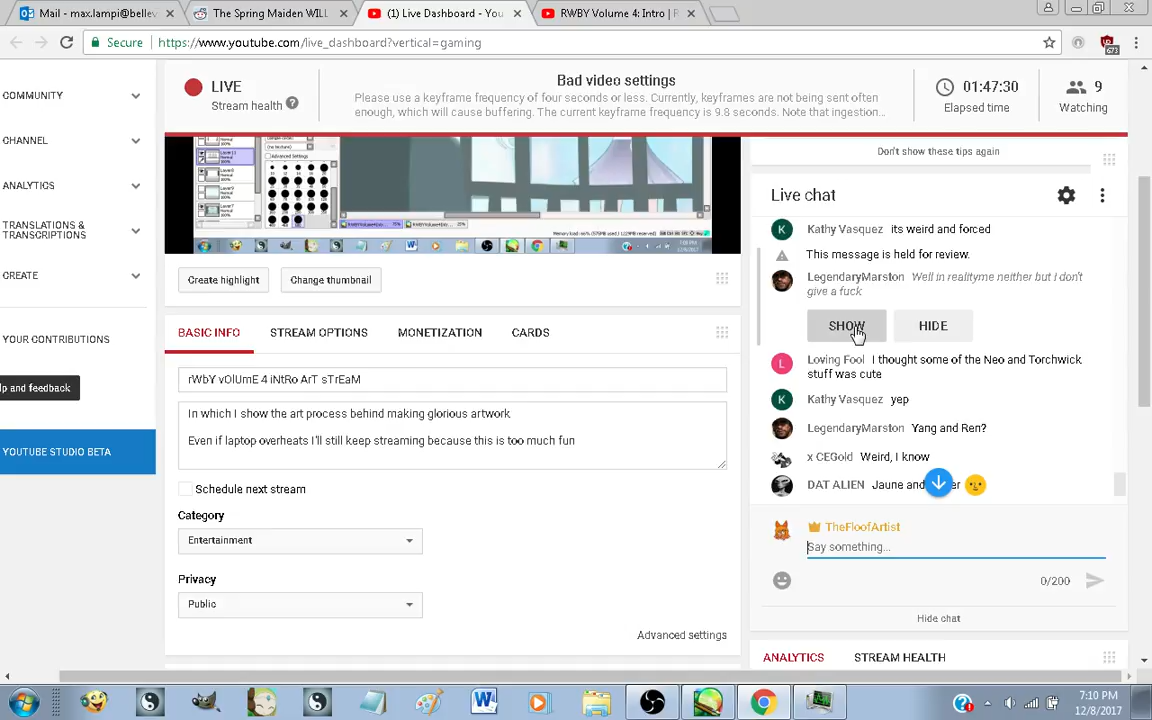 Mail - max.lampi@bellev
The Spring Maiden WILL
(1) Live Dashboard - You
RWBY Volume 4: Intro | R
Secure
https://www.youtube.com/live_dashboard?vertical=gaming
673
COMMUNITY
CHANNEL
ANALYTICS
TRANSLATIONS &
TRANSCRIPTIONS
CREATE
YOUR CONTRIBUTIONS
lp and feedback
YOUTUBE STUDIO BETA
LIVE
Stream health
Bad video settings
Please use a keyframe frequency of four seconds or less. Currently, keyframes are not being sent often
enough, which will cause buffering. The current keyframe frequency is 9.8 seconds. Note that ingestion...
01:47:30
Elapsed time
9
Watching
Create highlight
Change thumbnail
BASIC INFO
STREAM OPTIONS
MONETIZATION
CARDS
rWbY vOlUmE 4 iNtRo ArT sTrEaM
In which I show the art process behind making glorious artwork
Even if laptop overheats I'll still keep streaming because this is too much fun
Schedule next stream
Category
Entertainment
Privacy
Public
Advanced settings
Don't show these tips again
Live chat
Kathy Vasquez its weird and forced
This message is held for review.
LegendaryMarston Well in realityme neither but I don't
give a fuck
SHOW
HIDE
Loving Fool I thought some of the Neo and Torchwick
stuff was cute
Kathy Vasquez yep
LegendaryMarston Yang and Ren?
x CEGold Weird, I know
DAT ALIEN Jaune and
TheFloofArtist
Say something...
0/200
Hide chat
ANALYTICS
STREAM HEALTH
7:10 PM
12/8/2017